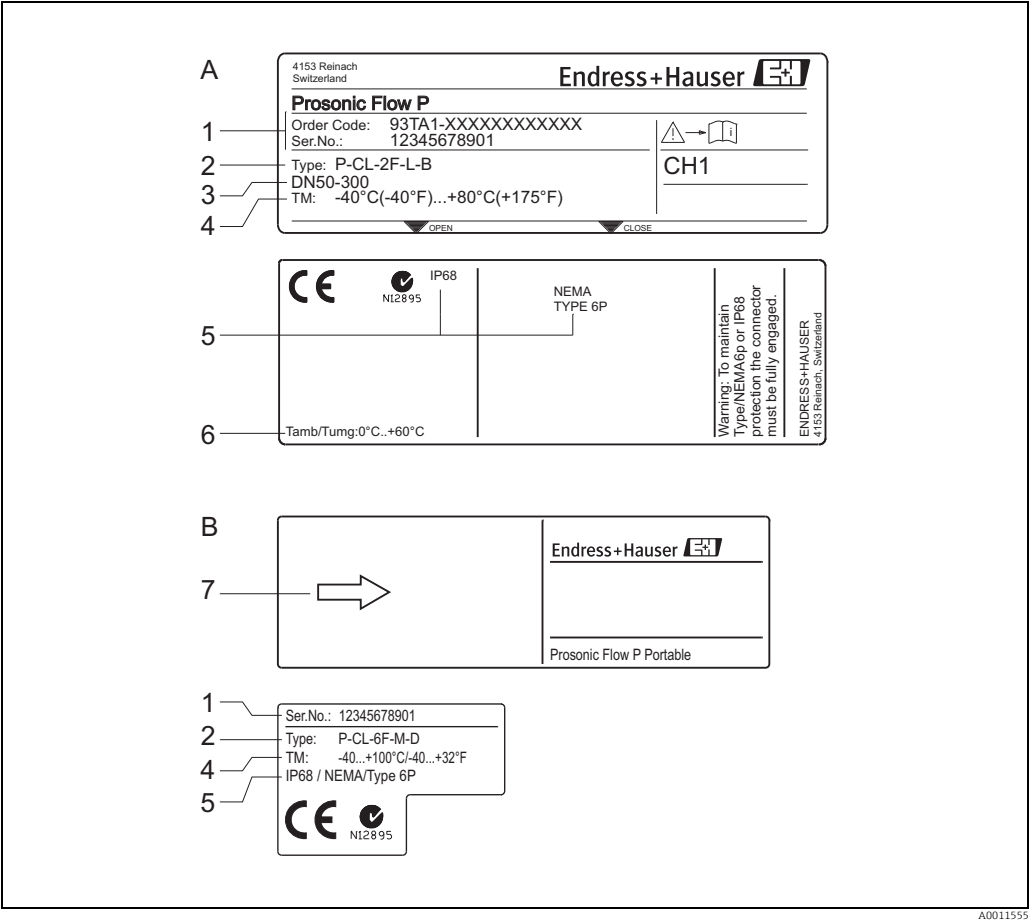 A
4153 Reinach
Switzerland
Endress+Hauser
Prosonic Flow P
1
Order Code: 93TA1-XXXXXXXXXXXX
Ser.No.: 12345678901
2
Type: P-CL-2F-L-B
3
DN50-300
4
TM: -40°C(-40°F)...+80°C(+175°F)
i
CH1
OPEN
CLOSE
CE
N12895
IP68
NEMA
TYPE 6P
5
6
Tamb/Tumg:0°C..+60°C
Warning: To maintain
Type/NEMA6p or IP68
protection the connector
must be fully engaged.
ENDRESS+HAUSER
4153 Reinach, Switzerland
B
7
Endress+Hauser
Prosonic Flow P Portable
1
Ser.No.: 12345678901
2
Type: P-CL-6F-M-D
4
TM: -40...+100°C/-40...+32°F
5
IP68 / NEMA/Type 6P
CE
N12895
A0011555